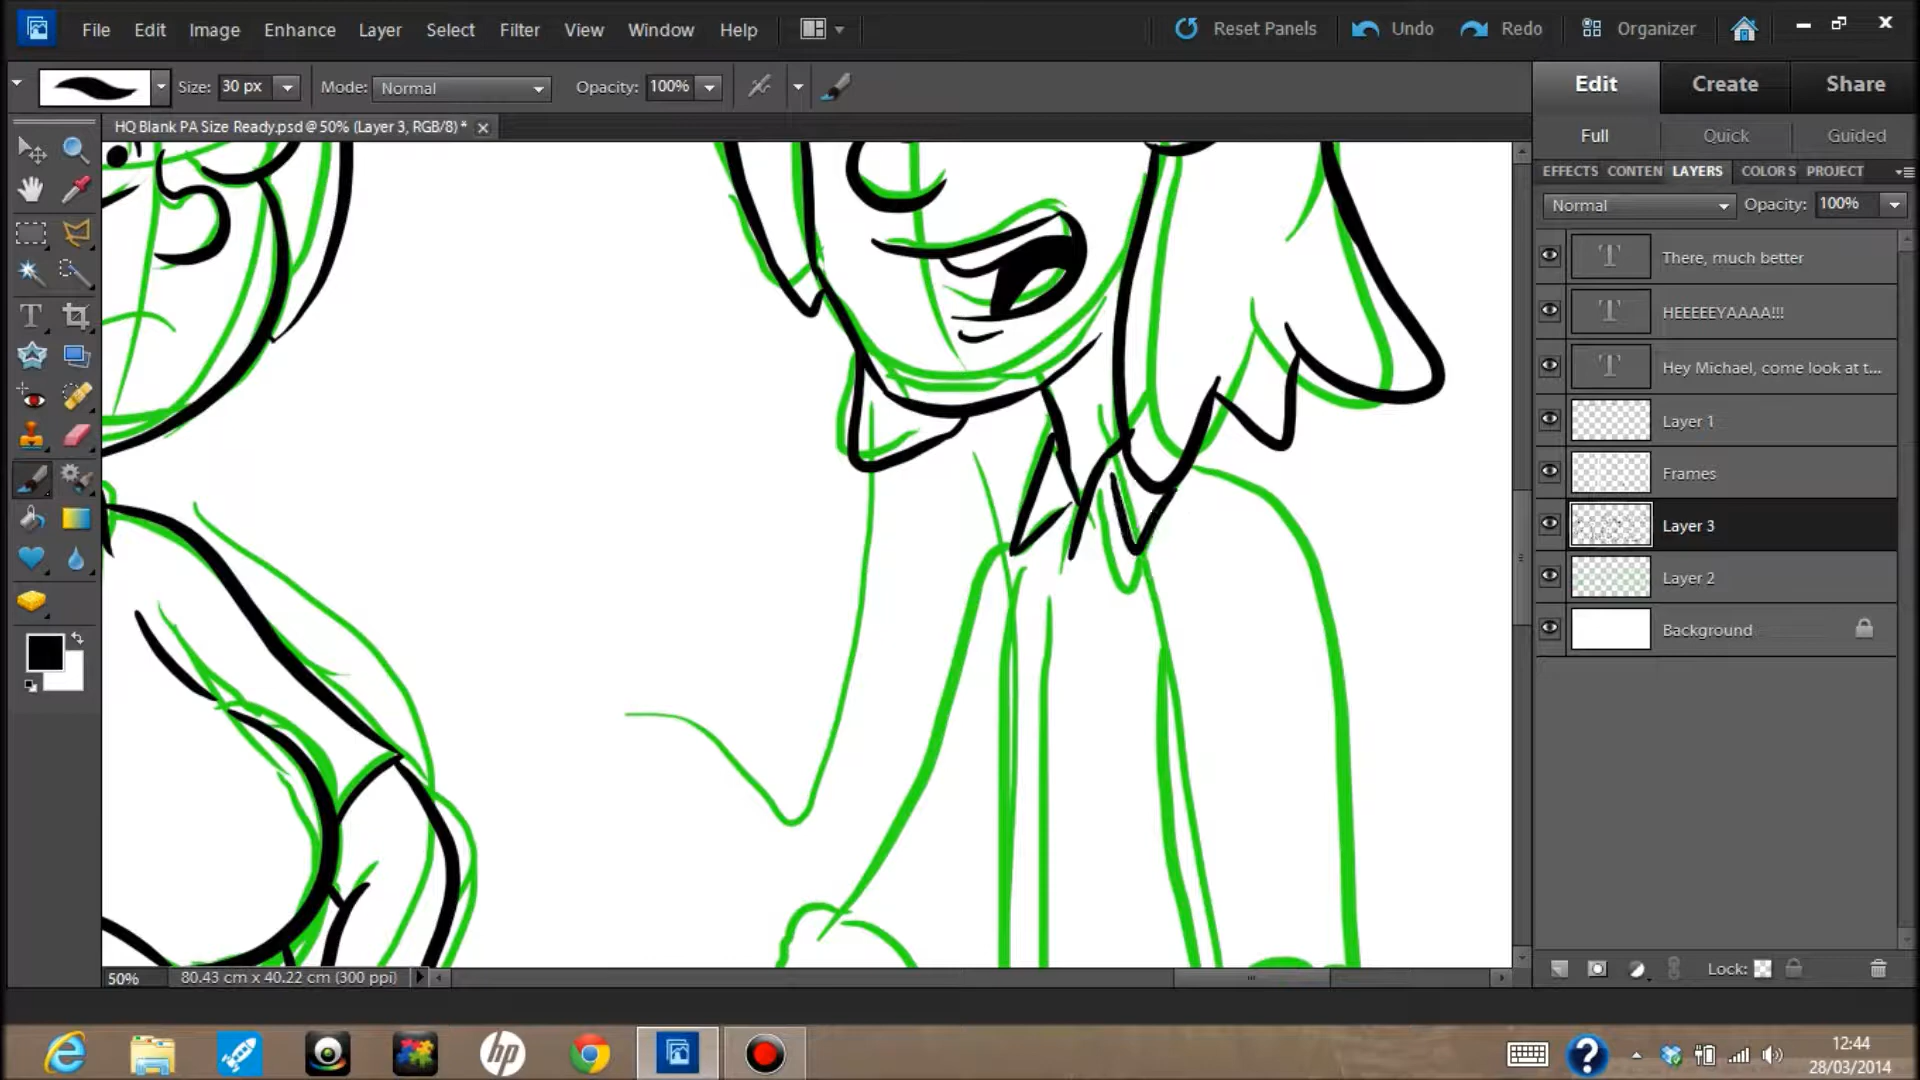 File Edit Image Enhance Layer Select Filter View Window Help Reset Panels Undo Redo Organizer
Size: 30 px Mode: Normal Opacity: 100%
Edit Create Share
HQ Blank PA Size Ready.psd @ 50% (Layer 3, RGB/8) *
Full Quick Guided
EFFECTS CONTEN LAYERS COLOR S PROJECT
Normal Opacity: 100%
T There, much better
T HEEEEEYAAAA!!!
T Hey Michael, come look at t...
Layer 1
Frames
Layer 3
Layer 2
Background
T
Lock:
50% 80.43 cm x 40.22 cm (300 ppi)
hp
?
12:44
28/03/2014